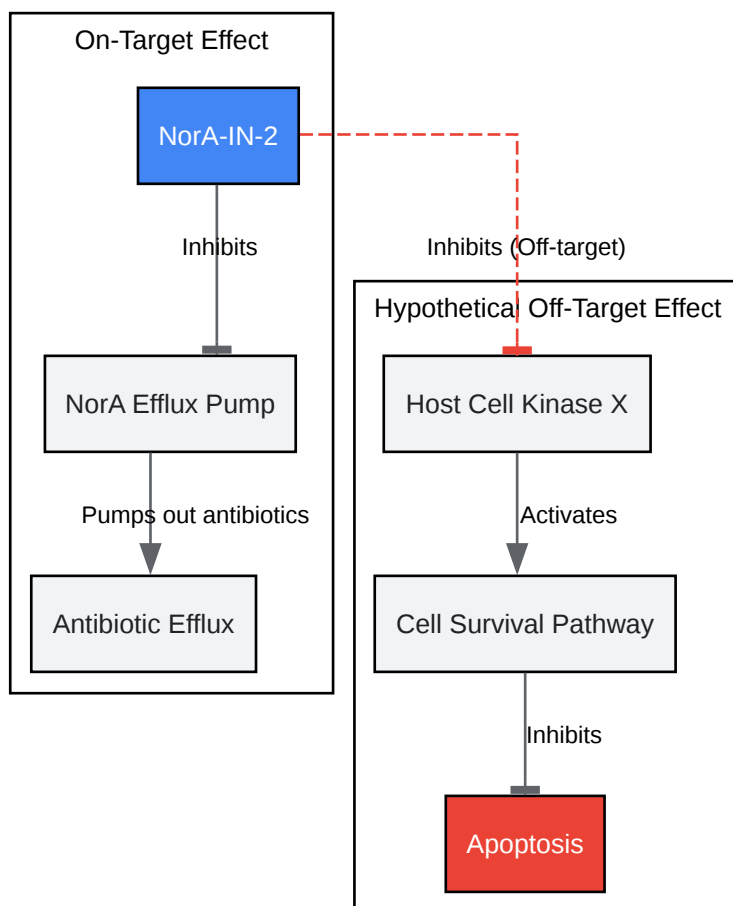 On-Target Effect
NorA-IN-2
Inhibits
Inhibits (Off-target)
Hypothetical Off-Target Effect
NorA Efflux Pump
Host Cell Kinase X
Pumps out antibiotics
Activates
Antibiotic Efflux
Cell Survival Pathway
Inhibits
Apoptosis